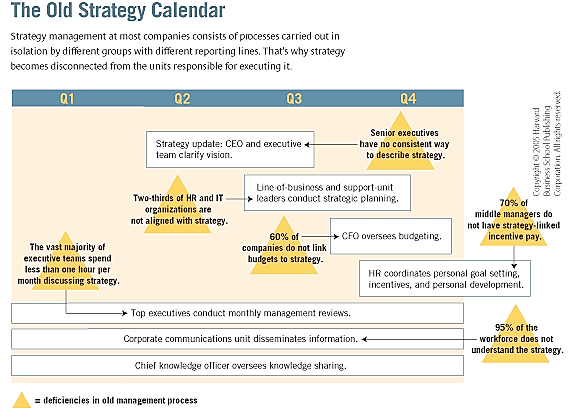 The Old Strategy Calendar
Strategy management at most companies consists of processes carried out in
isolation by different groups with different reporting lines. That's why strategy
becomes disconnected from the units responsible for executing it.
Q1
Q2
Q3
Q4
Strategy update: CEO and executive
team clarify vision.
Senior executives
have no consistent way
to describe strategy.
Two-thirds of HR and IT
organizations are
not aligned with strategy.
Line-of-business and support-unit
leaders conduct strategic planning.
70% of
middle managers do
not have strategy-linked
incentive pay.
60% of
companies do not link
budgets to strategy.
CFO oversees budgeting.
The vast majority of
executive teams spend
less than one hour per
month discussing strategy.
HR coordinates personal goal setting,
incentives, and personal development.
Top executives conduct monthly management reviews.
Corporate communications unit disseminates information.
95% of the
workforce does not
understand the strategy.
Chief knowledge officer oversees knowledge sharing.
= deficiencies in old management process
Copyright © 2005 Harvard
Business School Publishing
Corporation. All rights reserved.